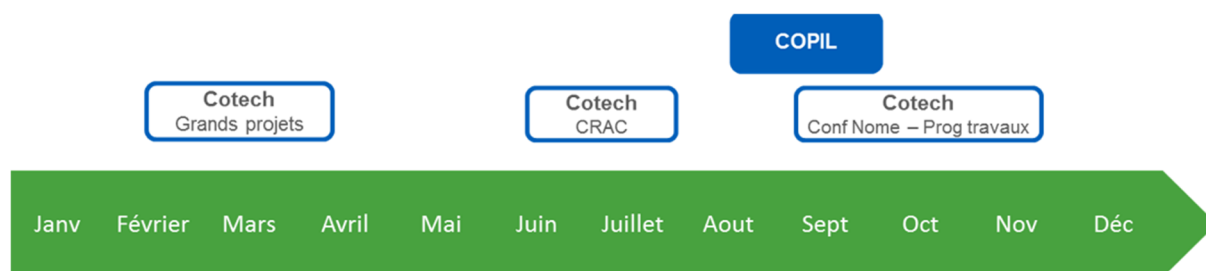 COPIL
Cotech
Grands projets
Cotech
CRAC
Cotech
Conf Nome – Prog travaux
Janv Février Mars Avril Mai Juin Juillet Aout Sept Oct Nov Déc